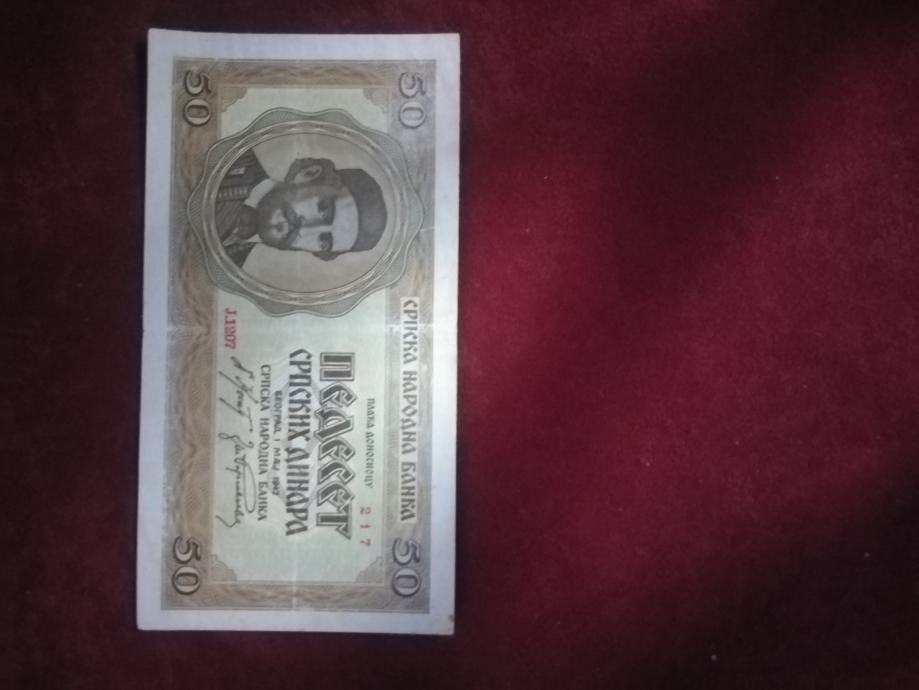 50
50
СРПСКА НАРОДНА БАНКА
ПЛАЋА ДОНОСИОЦУ
217
ПЕДЕСЕТ
СРПСКИХ ДИНАРА
БЕОГРАД, 1 МАЈ 1942
СРПСКА НАРОДНА БАНКА
J.1207
50
50